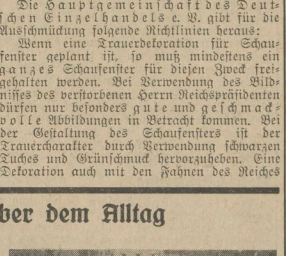 Die Hauptgemeinschaft des Deut-
schen Einzelhandels e. V. gibt für die
Ausschmückung folgende Richtlinien heraus:
Wenn eine Trauerdekoration für Schau-
fenster geplant ist, so muß mindestens ein
ganzes Schaufenster für diesen Zweck frei-
gehalten werden. Bei Verwendung des Bild-
nisses des verstorbenen Herrn Reichspräsidenten
dürfen nur besonders gute und geschmack-
volle Abbildungen in Betracht kommen. Bei
der Gestaltung des Schaufensters ist der
Trauercharakter durch Verwendung schwarzen
Tuches und Grünschmuck hervorzuheben. Eine
Dekoration auch mit den Fahnen des Reiches
ber dem Alltag